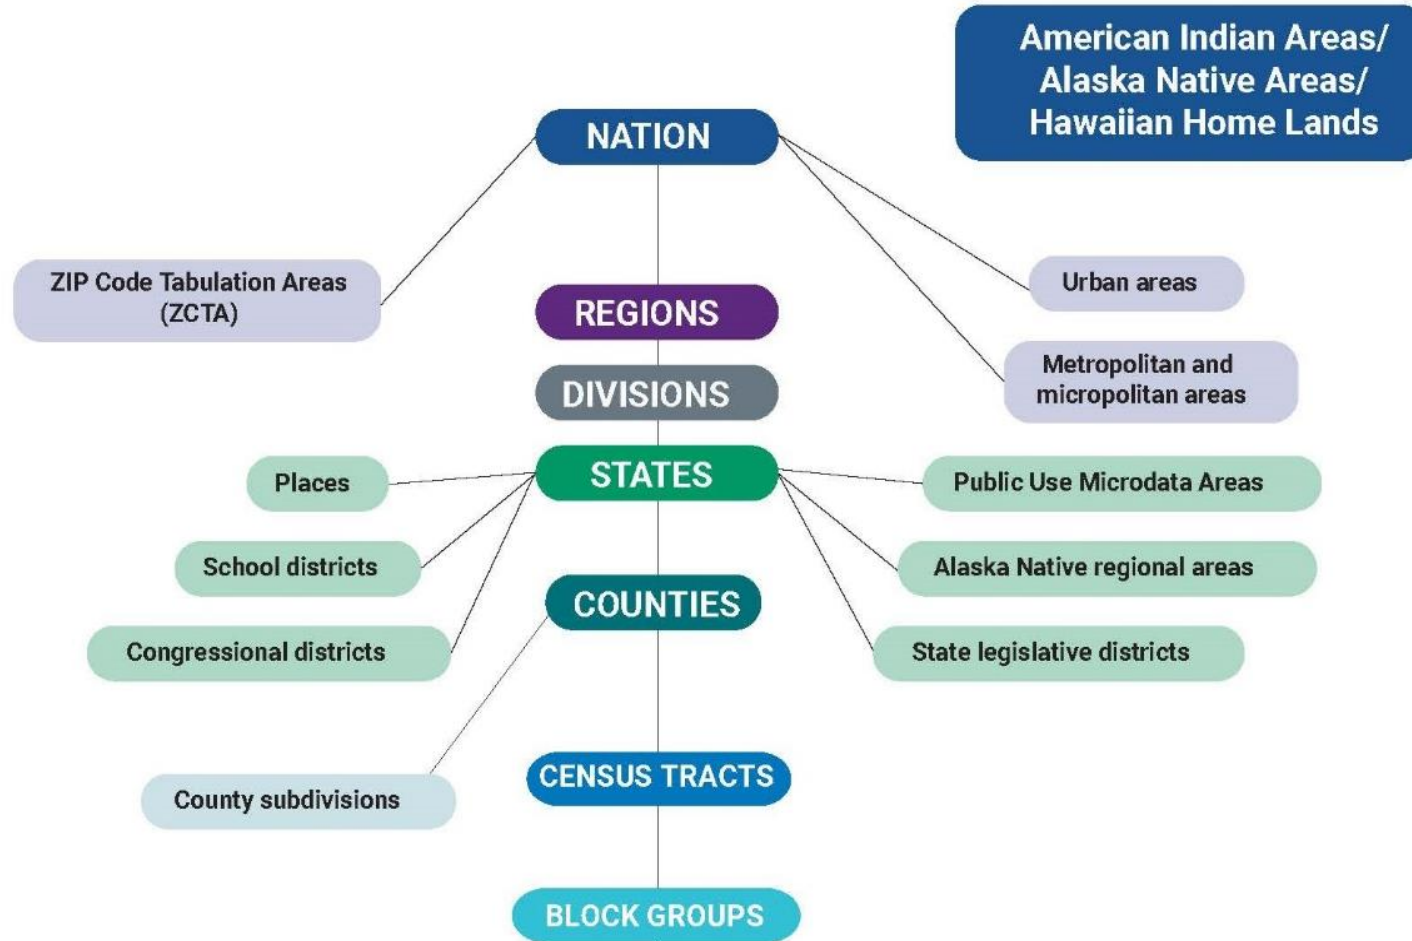 American Indian Areas/
Alaska Native Areas/
Hawaiian Home Lands
NATION
ZIP Code Tabulation Areas
(ZCTA)
Urban areas
REGIONS
Metropolitan and
micropolitan areas
DIVISIONS
STATES
Places
Public Use Microdata Areas
School districts
Alaska Native regional areas
COUNTIES
Congressional districts
State legislative districts
CENSUS TRACTS
County subdivisions
BLOCK GROUPS